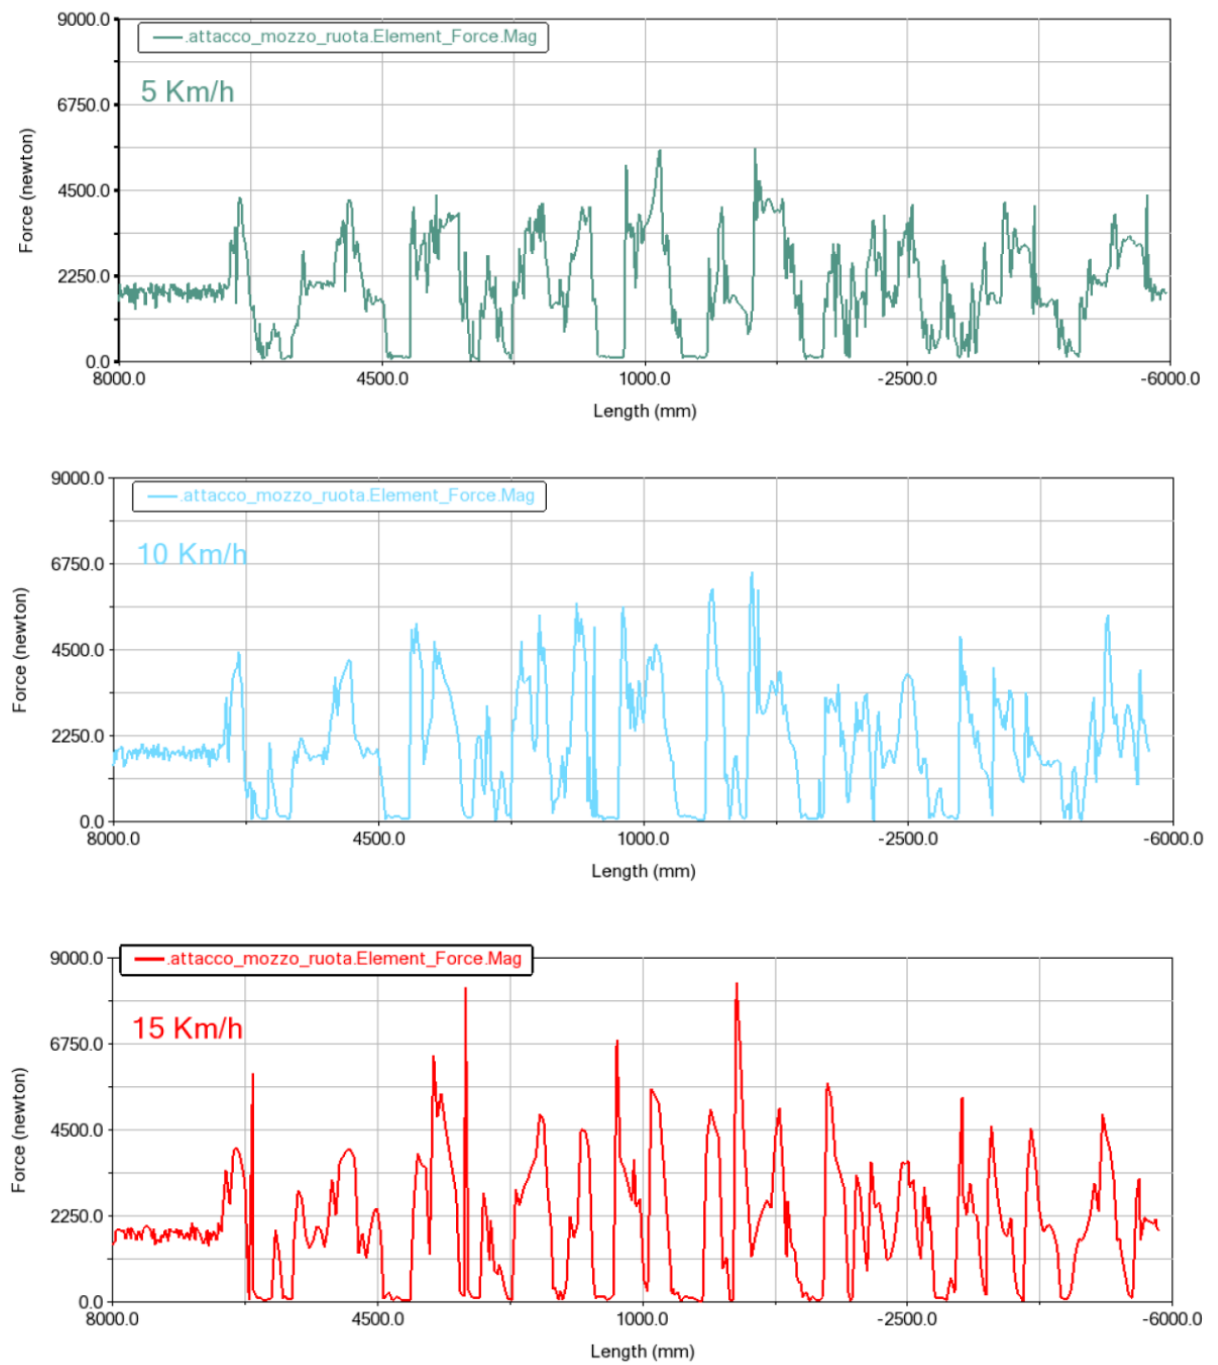 9000.0
.attacco_mozzo_ruota.Element_Force.Mag
5 Km/h
6750.0
Force (newton)
4500.0
2250.0
0.0
8000.0 4500.0 1000.0 -2500.0 -6000.0
Length (mm)
9000.0
.attacco_mozzo_ruota.Element_Force.Mag
10 Km/h
6750.0
Force (newton)
4500.0
2250.0
0.0
8000.0 4500.0 1000.0 -2500.0 -6000.0
Length (mm)
9000.0
.attacco_mozzo_ruota.Element_Force.Mag
15 Km/h
6750.0
Force (newton)
4500.0
2250.0
0.0
8000.0 4500.0 1000.0 -2500.0 -6000.0
Length (mm)